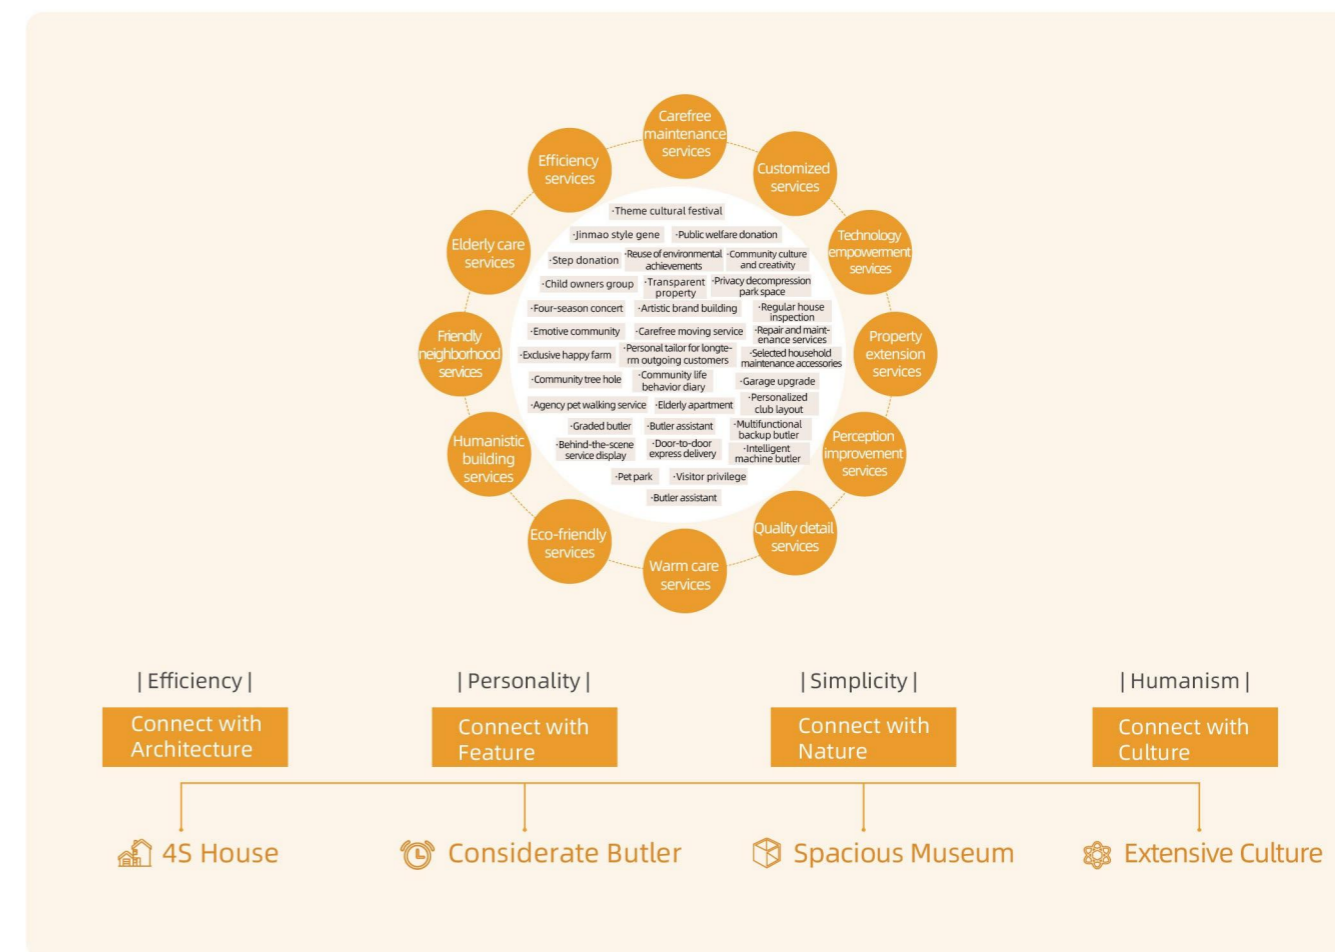 Carefree
maintenance
services
Efficiency
services
Customized
services
Elderly care
services
Technology
empowerment
services
Friendly
neighborhood
services
Property
extension
services
Humanistic
building
services
Perception
improvement
services
Eco-friendly
services
Quality detail
services
Warm care
services
·Theme cultural festival
·Jinmao style gene
·Public welfare donation
·Step donation
·Reuse of environmental
achievements
·Community culture
and creativity
·Child owners group
·Transparent
property
·Privacy decompression
park space
·Four-season concert
·Artistic brand building
·Regular house
inspection
·Emotive community
·Carefree moving service
·Repair and maint-
enance services
·Exclusive happy farm
·Personal tailor for longte-
rm outgoing customers
·Selected household
maintenance accessories
·Community tree hole
·Community life
behavior diary
·Garage upgrade
·Agency pet walking service
·Elderly apartment
·Personalized
club layout
·Graded butler
·Butler assistant
·Multifunctional
backup butler
·Behind-the-scene
service display
·Door-to-door
express delivery
·Intelligent
machine butler
·Pet park
·Visitor privilege
·Butler assistant
| Efficiency |
| Personality |
| Simplicity |
| Humanism |
Connect with
Architecture
Connect with
Feature
Connect with
Nature
Connect with
Culture
4S House
Considerate Butler
Spacious Museum
Extensive Culture